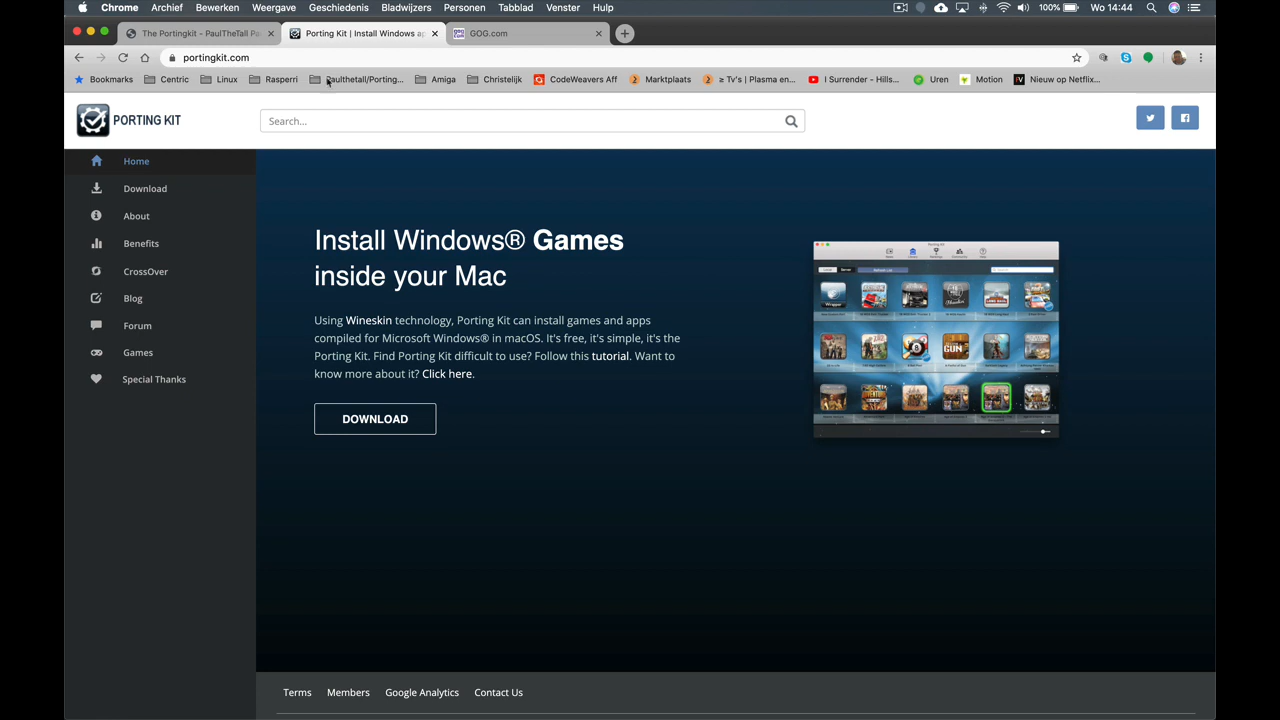 Chrome Archief Bewerken Weergave Geschiedenis Bladwijzers Personen Tabblad Venster Help 100% Wo 14:44
The Portingkit - PaulTheTall Po Porting Kit | Install Windows ap GOG.com
portingkit.com
Bookmarks Centric Linux Rasperri Paulthetall/Porting... Amiga Christelijk CodeWeavers Aff Marktplaats ≥ Tv's | Plasma en... I Surrender - Hills... Uren Motion Nieuw op Netflix...
PORTING KIT
Search...
Home
Download
About
Benefits
CrossOver
Blog
Forum
Games
Special Thanks
Install Windows® Games
inside your Mac
Using Wineskin technology, Porting Kit can install games and apps
compiled for Microsoft Windows® in macOS. It's free, it's simple, it's the
Porting Kit. Find Porting Kit difficult to use? Follow this tutorial. Want to
know more about it? Click here.
DOWNLOAD
Terms Members Google Analytics Contact Us